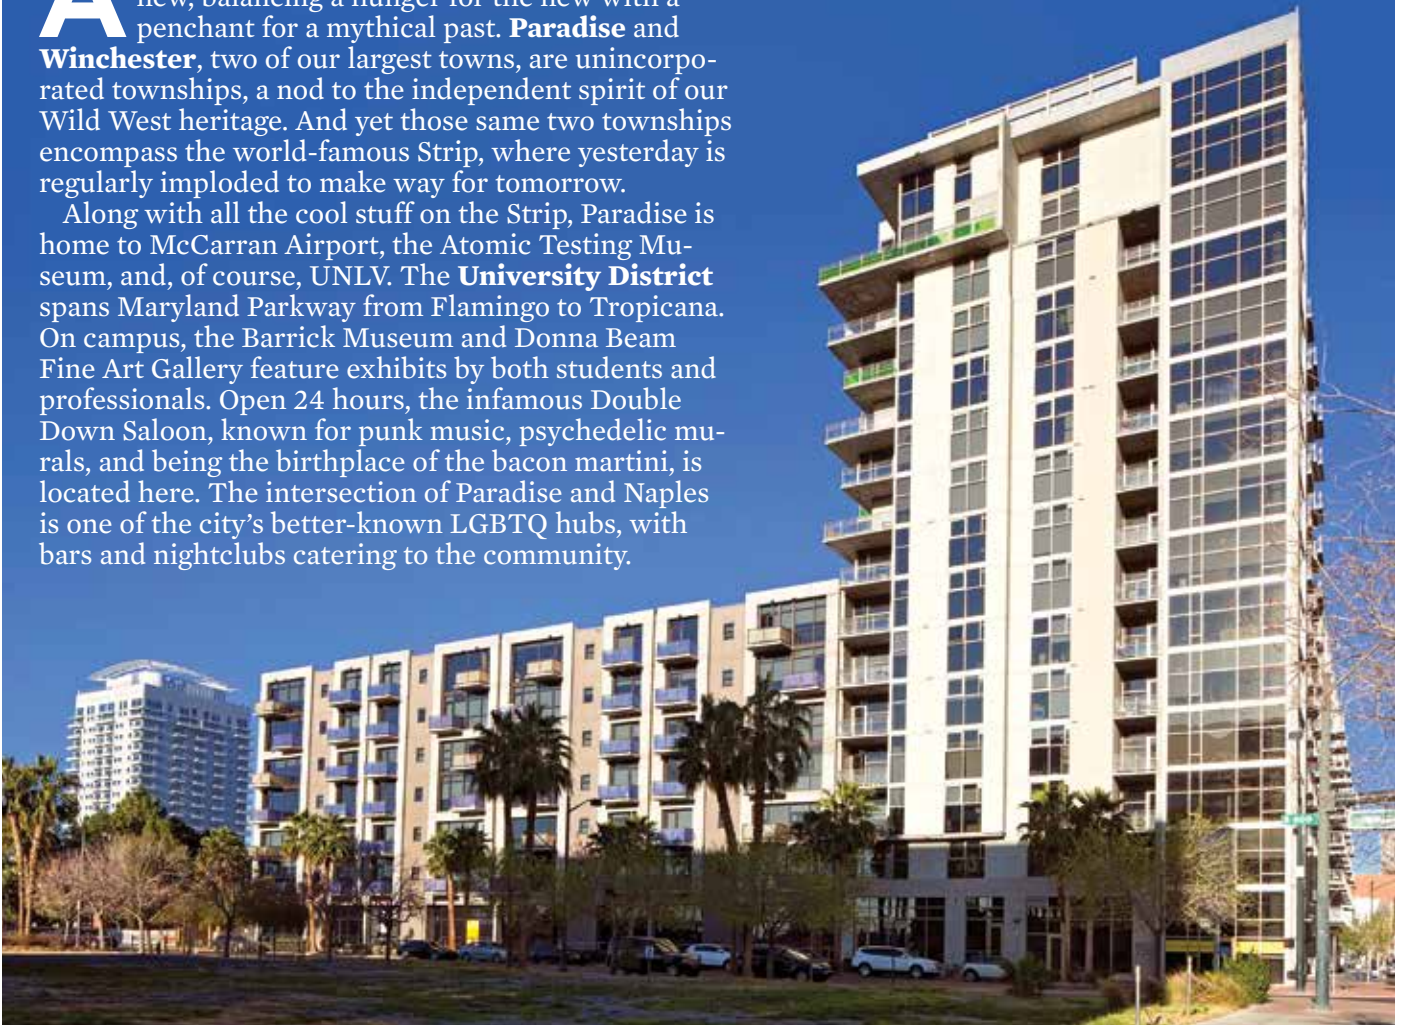 A
new, balancing a hunger for the new with a
penchant for a mythical past. Paradise and
Winchester, two of our largest towns, are unincorpo-
rated townships, a nod to the independent spirit of our
Wild West heritage. And yet those same two townships
encompass the world-famous Strip, where yesterday is
regularly imploded to make way for tomorrow.
Along with all the cool stuff on the Strip, Paradise is
home to McCarran Airport, the Atomic Testing Mu-
seum, and, of course, UNLV. The University District
spans Maryland Parkway from Flamingo to Tropicana.
On campus, the Barrick Museum and Donna Beam
Fine Art Gallery feature exhibits by both students and
professionals. Open 24 hours, the infamous Double
Down Saloon, known for punk music, psychedelic mu-
rals, and being the birthplace of the bacon martini, is
located here. The intersection of Paradise and Naples
is one of the city's better-known LGBTQ hubs, with
bars and nightclubs catering to the community.